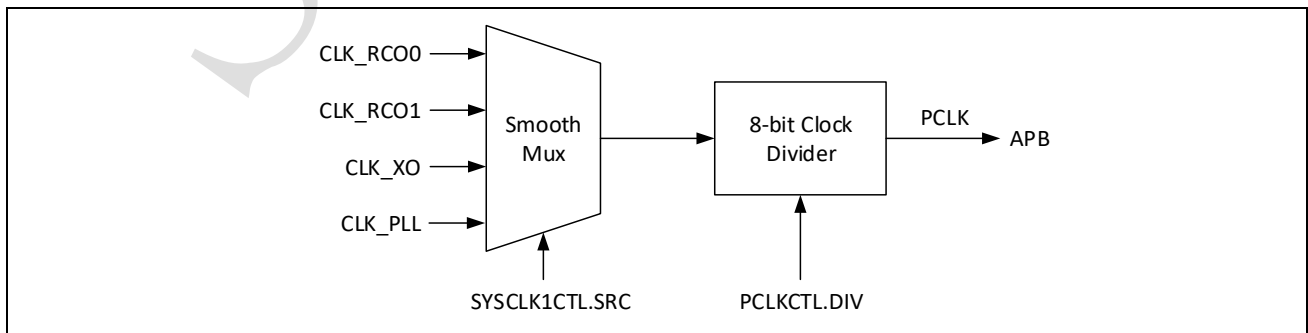 CLK_RCO0
CLK_RCO1
CLK_XO
CLK_PLL
Smooth
Mux
SYSCLK1CTL.SRC
8-bit Clock
Divider
PCLKCTL.DIV
PCLK
APB